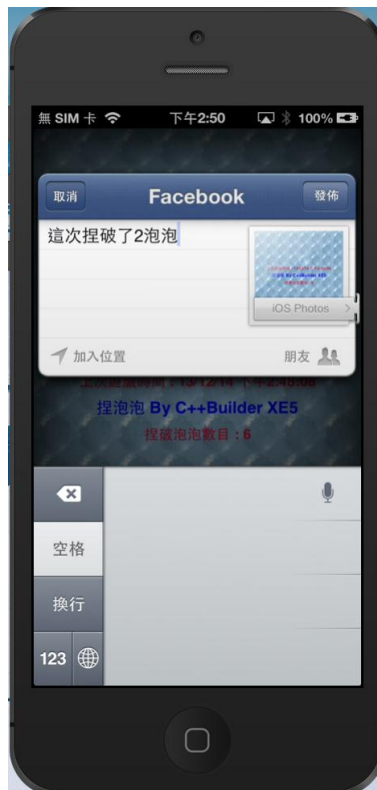 無 SIM 卡 下午2:50 100%
取消 Facebook 發佈
這次捏破了2泡泡
iOS Photos
加入位置 朋友
捏泡泡 By C++Builder XE5
捏破泡泡數目 : 6
空格
換行
123